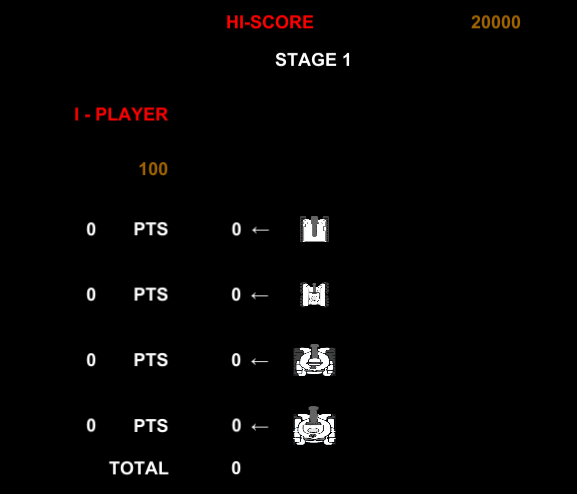 HI-SCORE 20000
STAGE 1
I - PLAYER
100
0 PTS 0 ←
0 PTS 0 ←
0 PTS 0 ←
0 PTS 0 ←
TOTAL 0